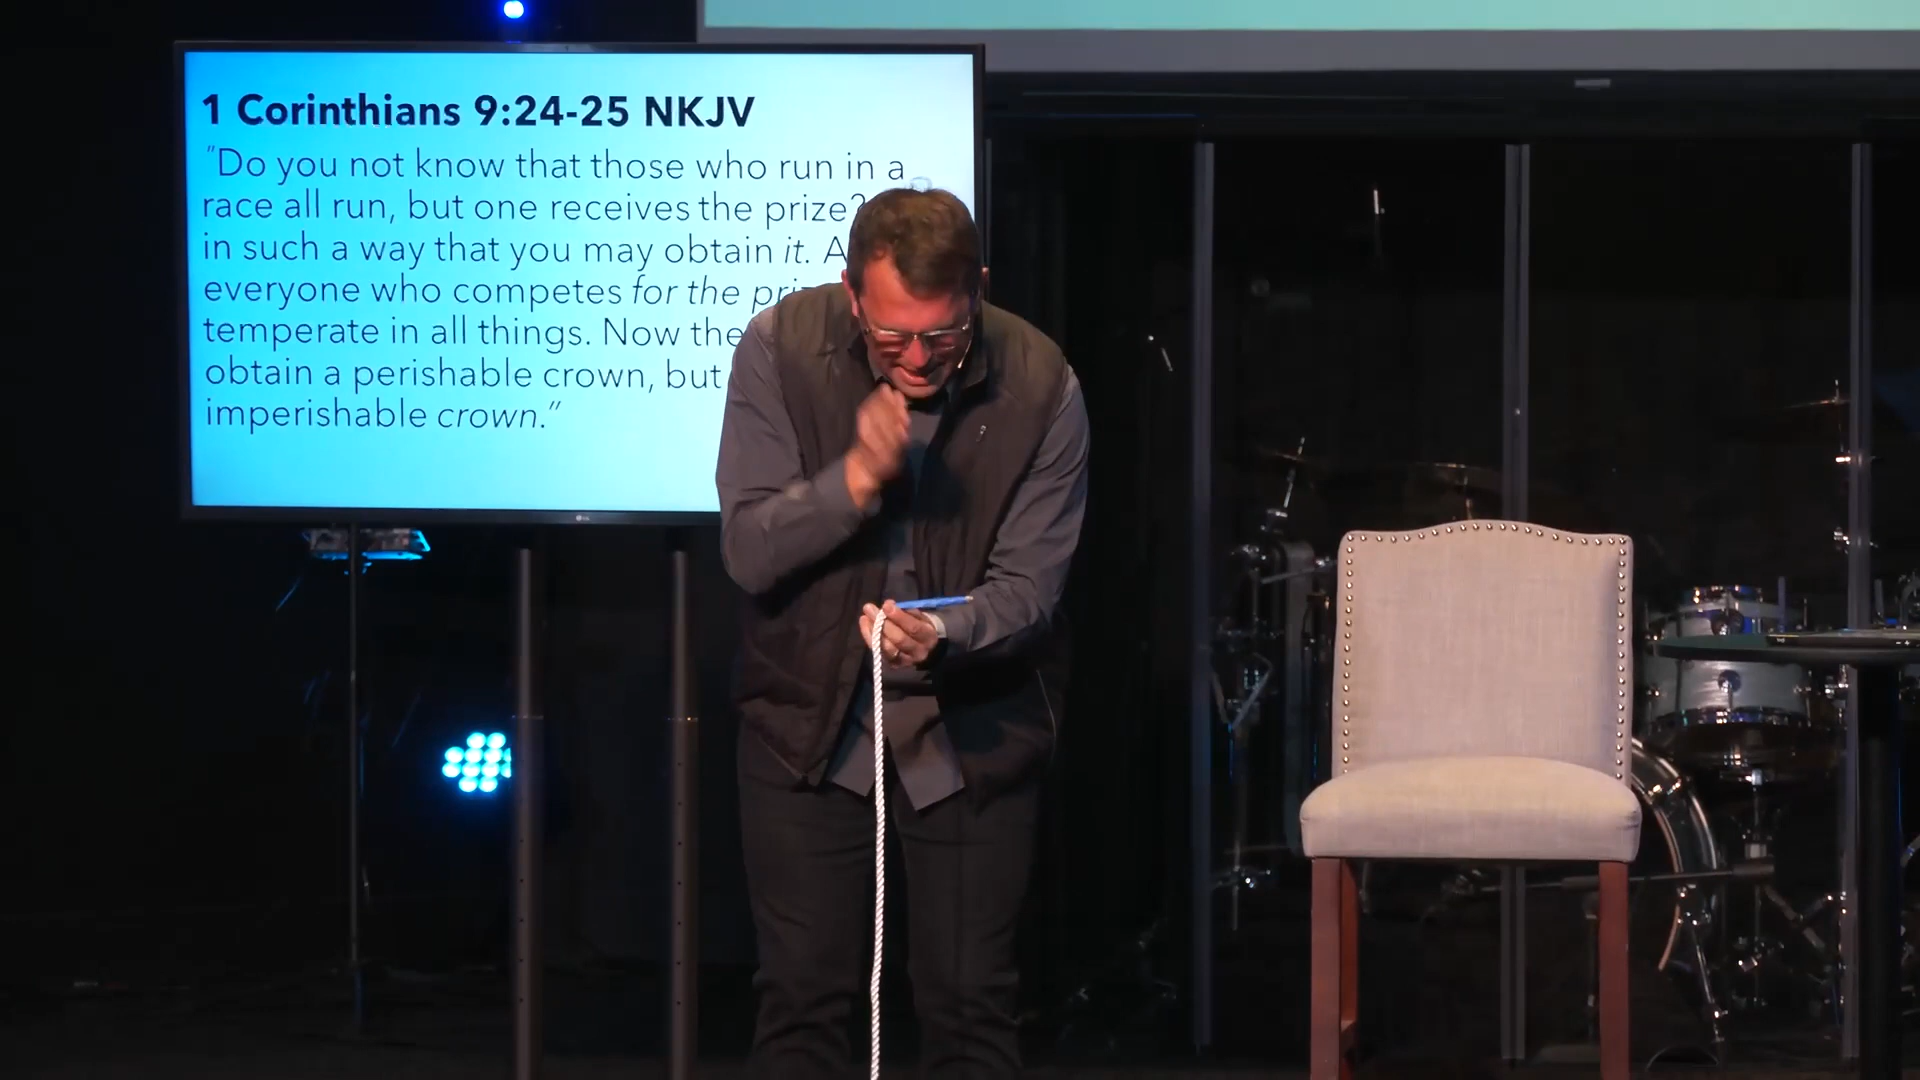 1 Corinthians 9:24-25 NKJV
"Do you not know that those who run in a
race all run, but one receives the prize?
in such a way that you may obtain it.
everyone who competes for the
temperate in all things. Now
obtain a perishable crown, but
imperishable crown."
LG